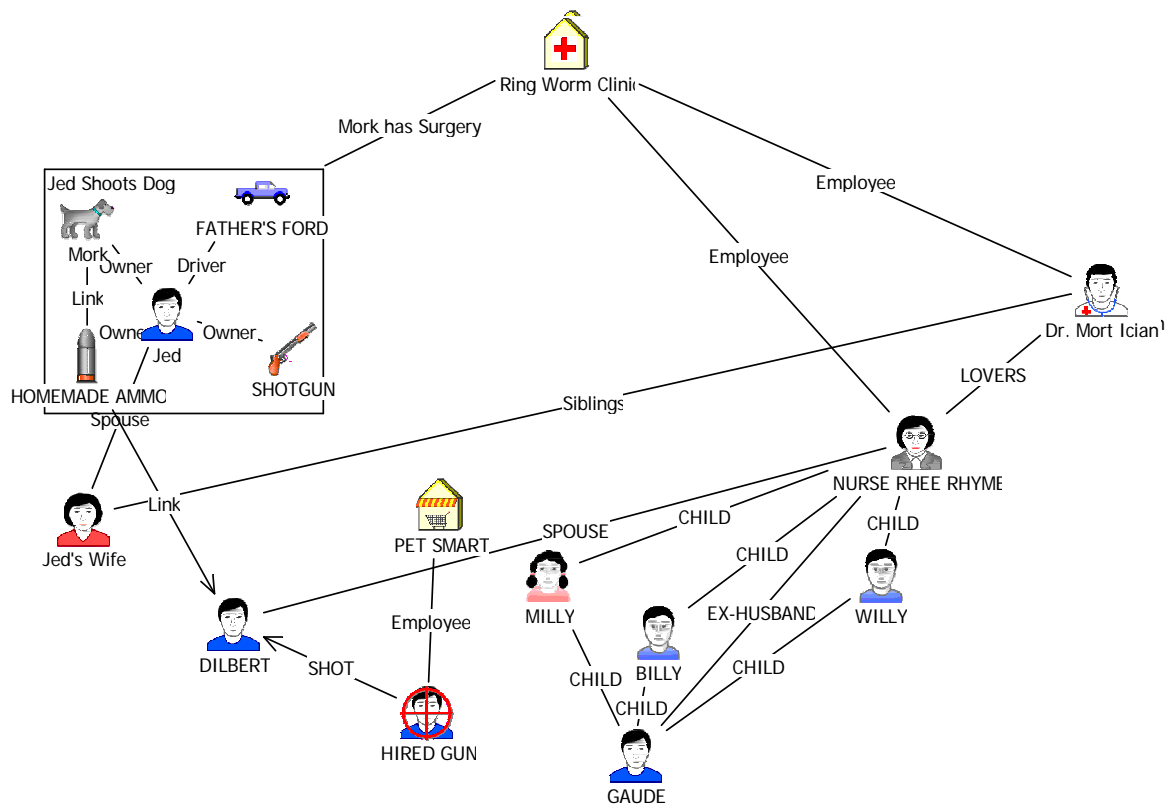 Ring Worm Clinic
Mork has Surgery
Employee
Jed Shoots Dog
FATHER'S FORD
Mork
Owner
Driver
Employee
Link
Owner
Owner
Jed
Dr. Mort Ician
SHOTGUN
LOVERS
HOMEMADE AMMO
Siblings
Spouse
NURSE RHEE RHYME
Link
CHILD
CHILD
SPOUSE
PET SMART
CHILD
Jed's Wife
MILLY
EX-HUSBAND
WILLY
Employee
DILBERT
SHOT
BILLY
CHILD
CHILD
CHILD
HIRED GUN
GAUDE